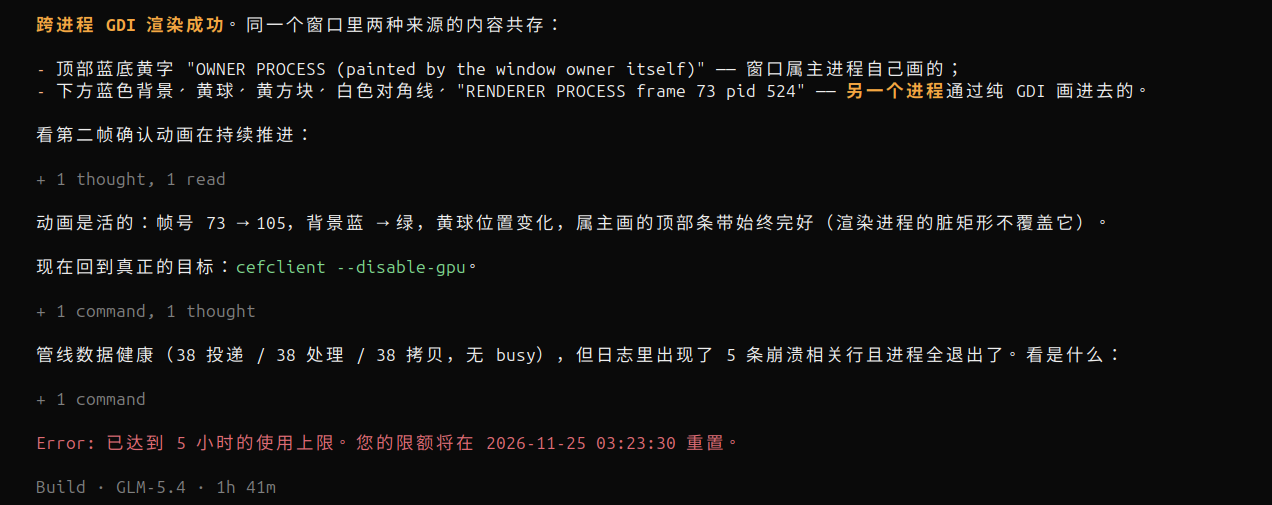 跨进程 GDI 渲染成功。同一个窗口里两种来源的内容共存：
- 顶部蓝底黄字 "OWNER PROCESS (painted by the window owner itself)" —— 窗口属主进程自己画的；
- 下方蓝色背景、黄球、黄方块、白色对角线、"RENDERER PROCESS frame 73 pid 524" —— 另一个进程通过纯 GDI 画进去的。
看第二帧确认动画在持续推进：
+ 1 thought, 1 read
动画是活的：帧号 73 →105，背景蓝 →绿，黄球位置变化，属主画的顶部条带始终完好（渲染进程的脏矩形不覆盖它）。
现在回到真正的目标：cefclient --disable-gpu。
+ 1 command, 1 thought
管线数据健康（38 投递 / 38 处理 / 38 拷贝，无 busy），但日志里出现了 5 条崩溃相关行且进程全退出了。看是什么：
+ 1 command
Error: 已达到 5 小时的使用上限。您的限额将在 2026-11-25 03:23:30 重置。
Build · GLM-5.4 · 1h 41m